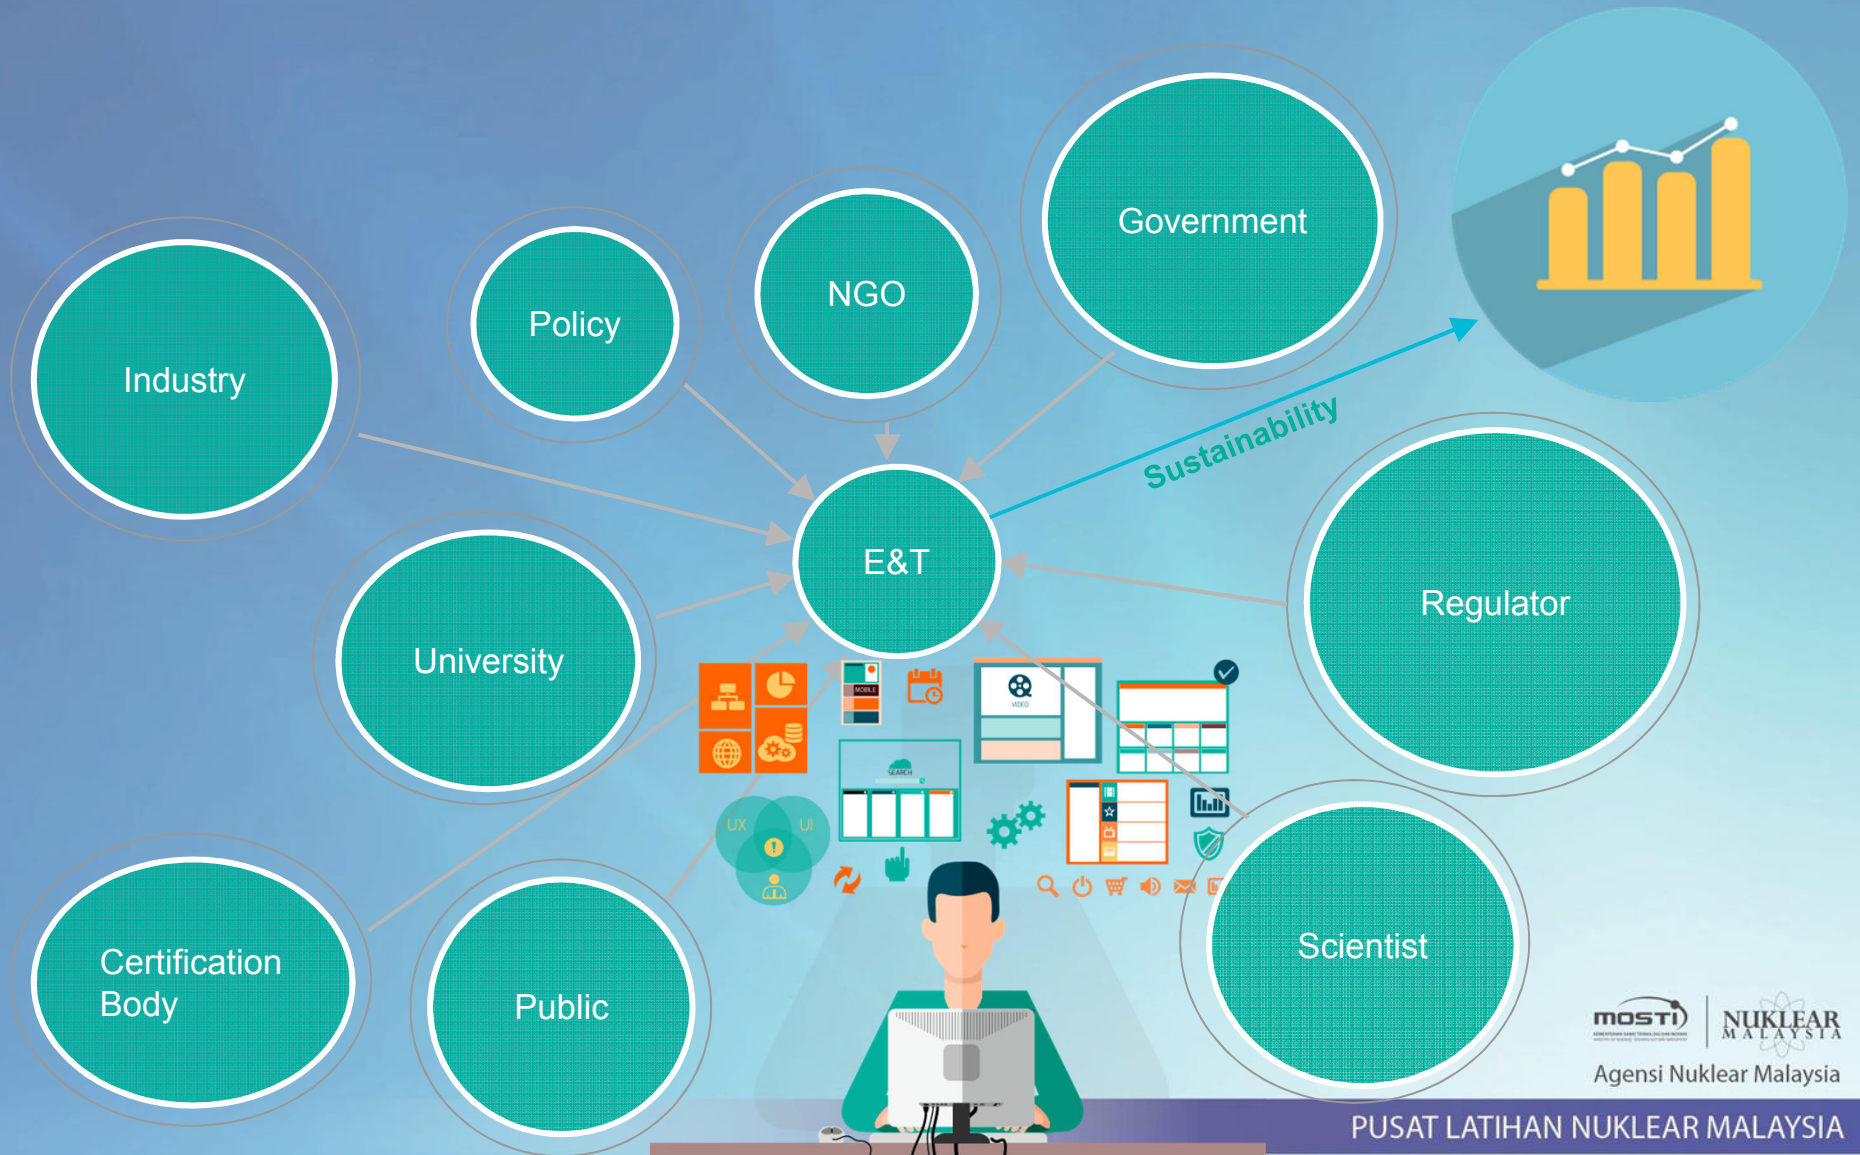 Government
NGO
Policy
Industry
Sustainability
E&T
Regulator
University
MOBILE
VIDEO
SEARCH
UX
UI
Scientist
Certification
Body
Public
mosti
NUKLEAR
MALAYSIA
Agensi Nuklear Malaysia
PUSAT LATIHAN NUKLEAR MALAYSIA